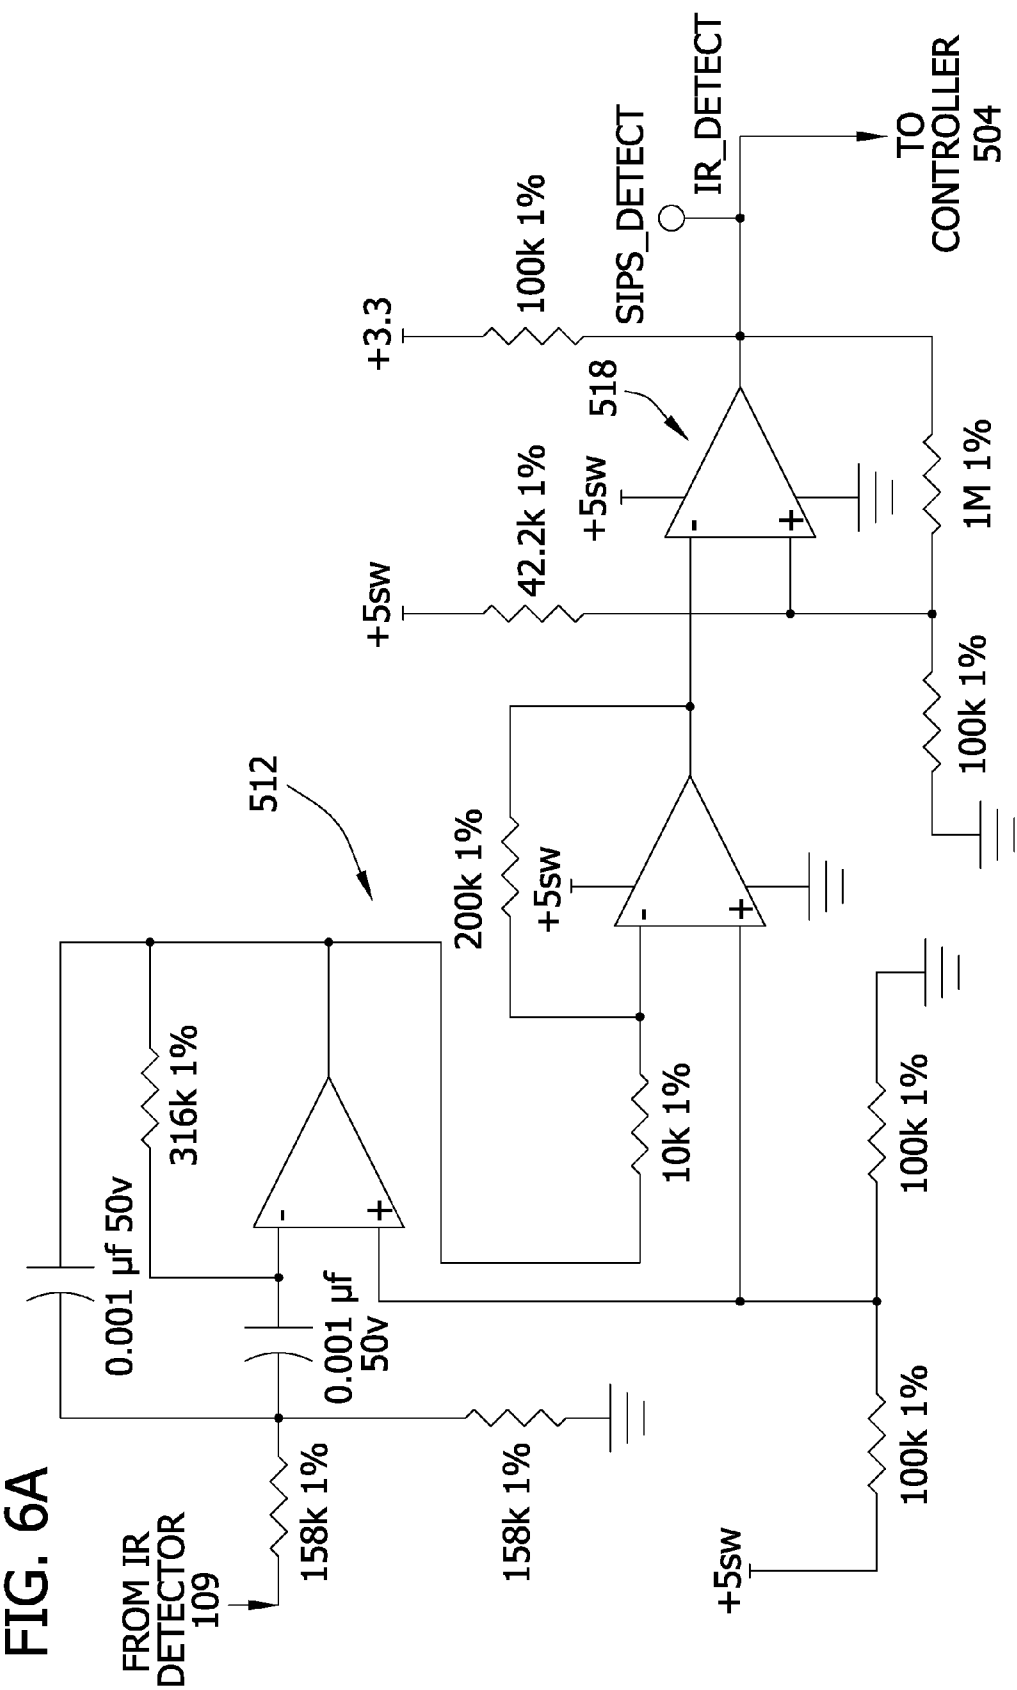 FIG. 6A
FROM IR
DETECTOR
109
158k 1%
158k 1%
0.001 µf 50v
0.001 µf
50v
316k 1%
-
+
512
+5sw
100k 1%
100k 1%
10k 1%
200k 1%
+5sw
-
+
+5sw
42.2k 1%
100k 1%
+5sw
-
+
518
1M 1%
+3.3
100k 1%
SIPS_DETECT
IR_DETECT
TO
CONTROLLER
504